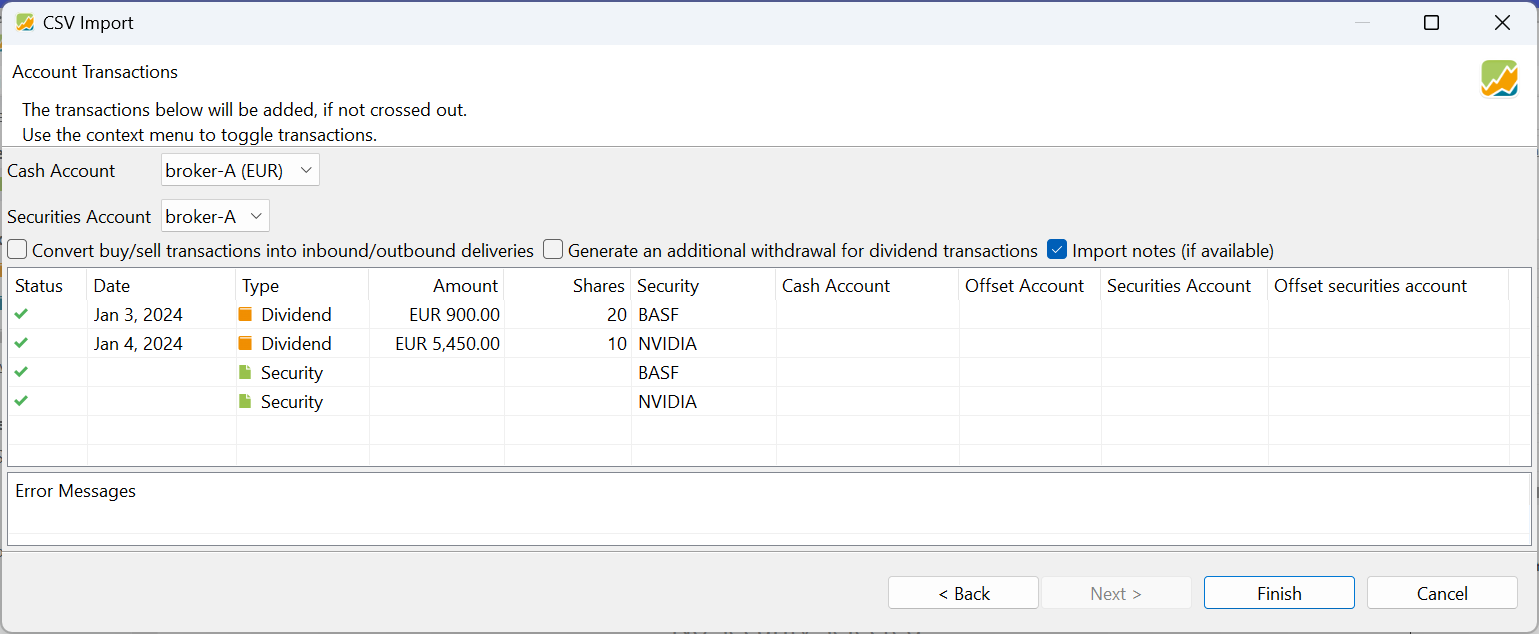 CSV Import
Account Transactions
The transactions below will be added, if not crossed out.
Use the context menu to toggle transactions.
Cash Account broker-A (EUR)
Securities Account broker-A
Convert buy/sell transactions into inbound/outbound deliveries Generate an additional withdrawal for dividend transactions Import notes (if available)
Status Date Type Amount Shares Security Cash Account Offset Account Securities Account Offset securities account
Jan 3, 2024 Dividend EUR 900.00 20 BASF
Jan 4, 2024 Dividend EUR 5,450.00 10 NVIDIA
Security BASF
Security NVIDIA
Error Messages
< Back Next > Finish Cancel